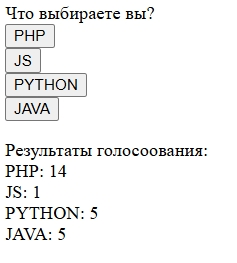 Что выбираете вы?
PHP
JS
PYTHON
JAVA
Результаты голосоования:
PHP: 14
JS: 1
PYTHON: 5
JAVA: 5